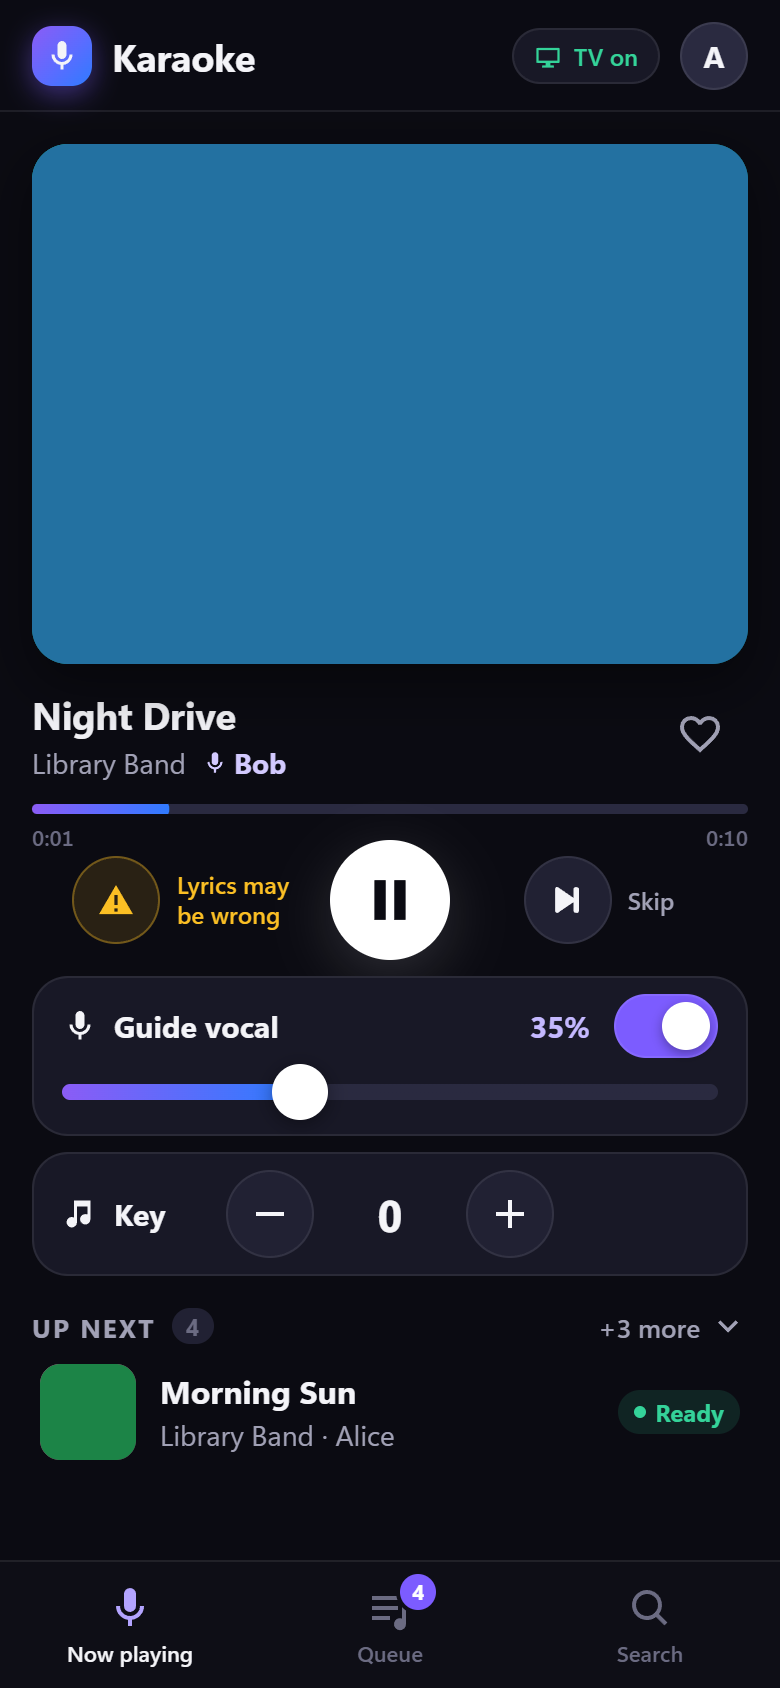 Karaoke
TV on
A
Night Drive
Library Band Bob
0:01
0:10
Lyrics may
be wrong
Skip
Guide vocal
35%
Key
0
UP NEXT 4
+3 more
Morning Sun
Library Band · Alice
Ready
Now playing
4
Queue
Search